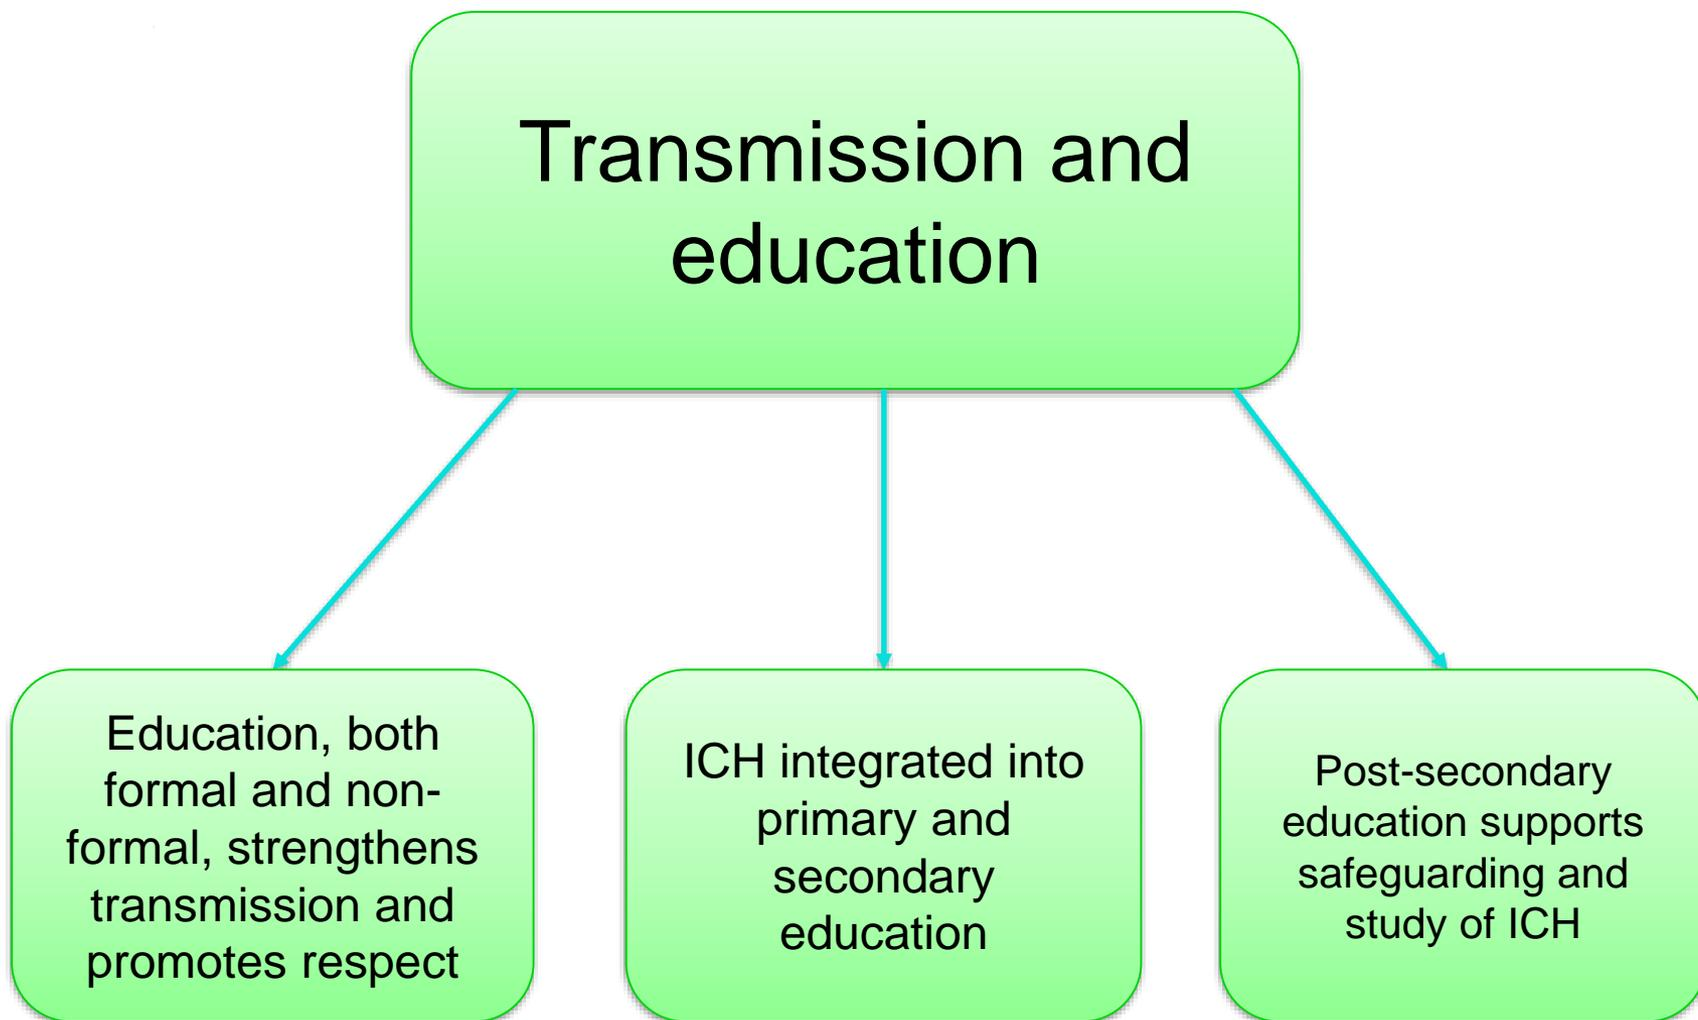 Transmission and
education
Education, both
formal and non-
formal, strengthens
transmission and
promotes respect
ICH integrated into
primary and
secondary
education
Post-secondary
education supports
safeguarding and
study of ICH